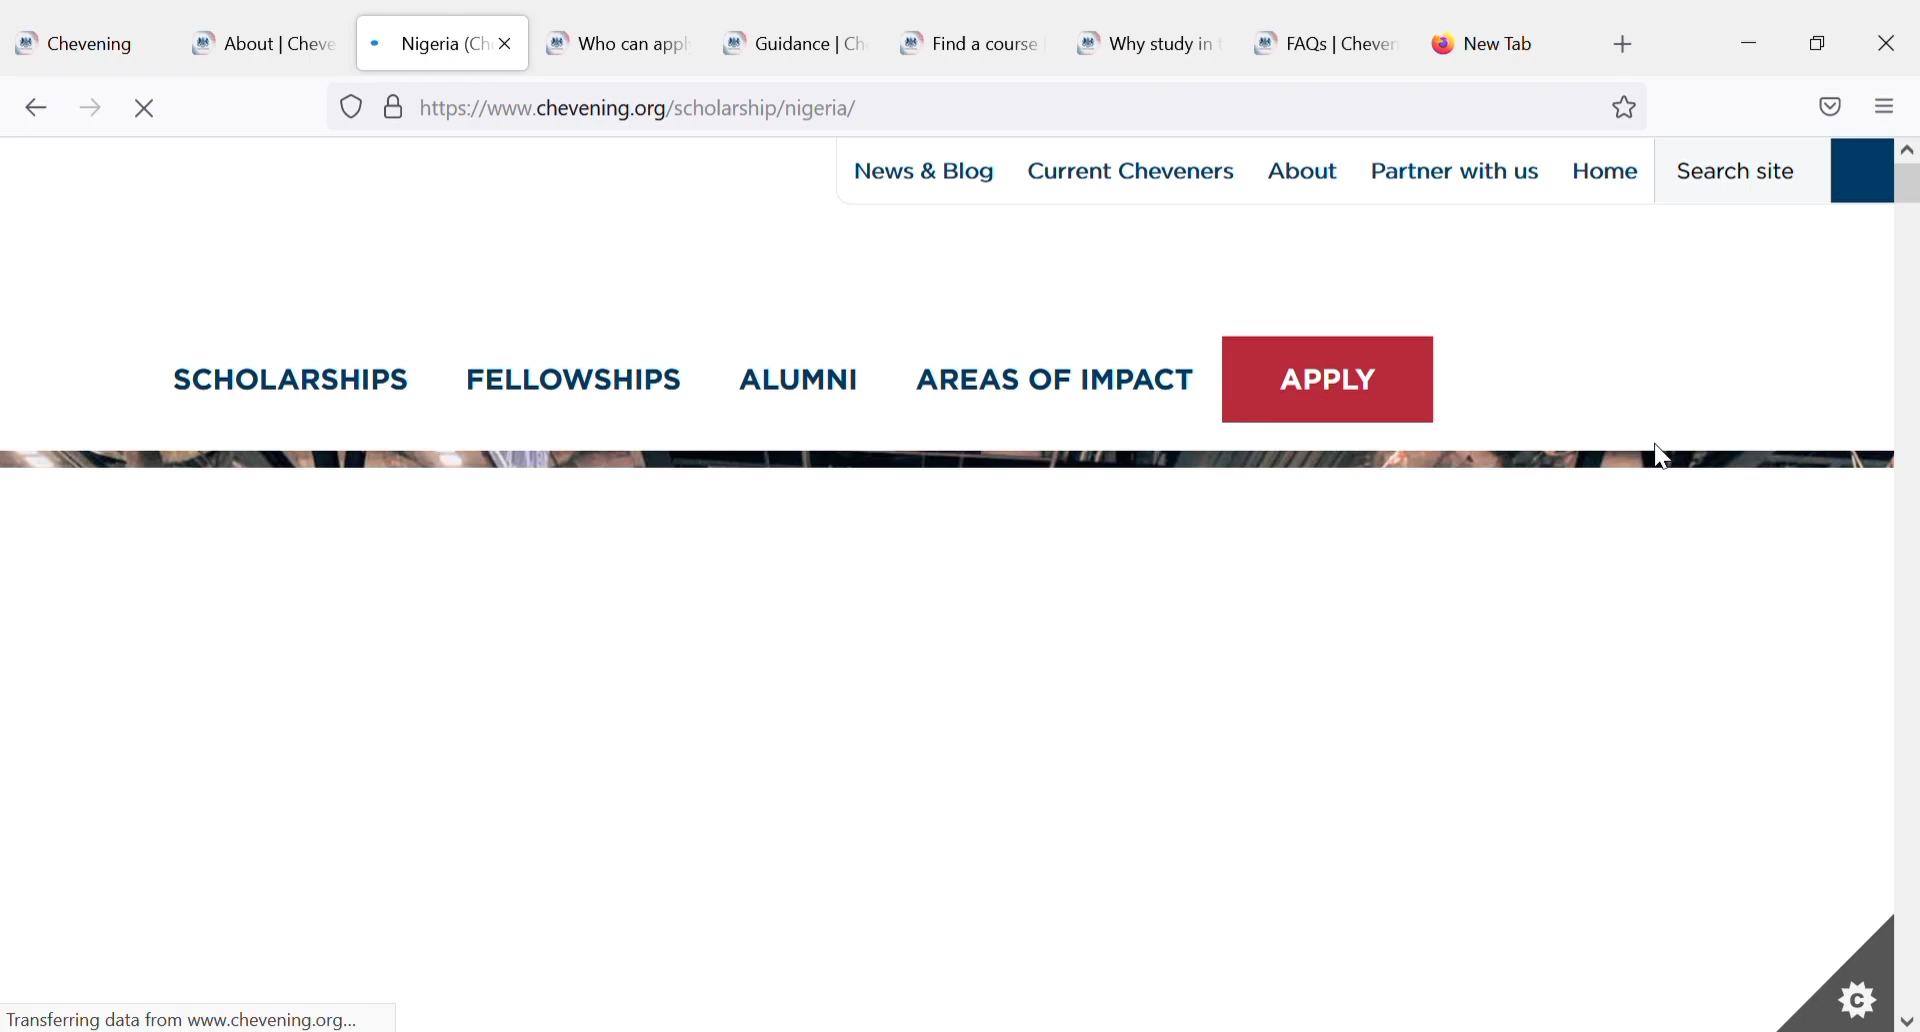 Chevening About | Cheve Nigeria (Ch Who can appl Guidance | Ch Find a course Why study in t FAQs | Cheven New Tab
https://www.chevening.org/scholarship/nigeria/
News & Blog Current Cheveners About Partner with us Home Search site
SCHOLARSHIPS FELLOWSHIPS ALUMNI AREAS OF IMPACT APPLY
C
Transferring data from www.chevening.org...